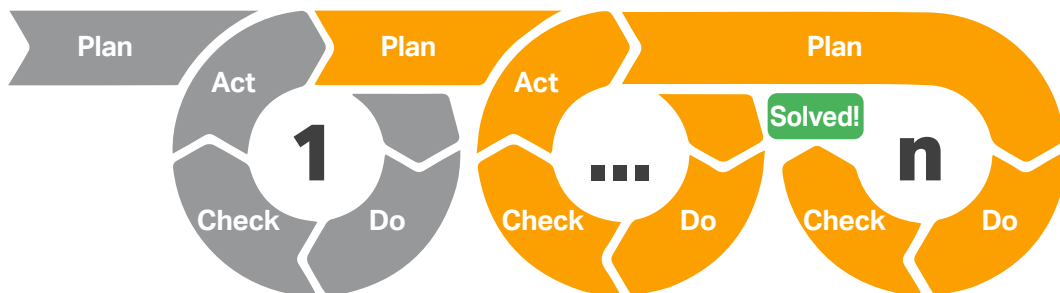 Plan
Act
1
Check
Do
Plan
Act
...
Check
Do
Plan
Solved!
n
Check
Do